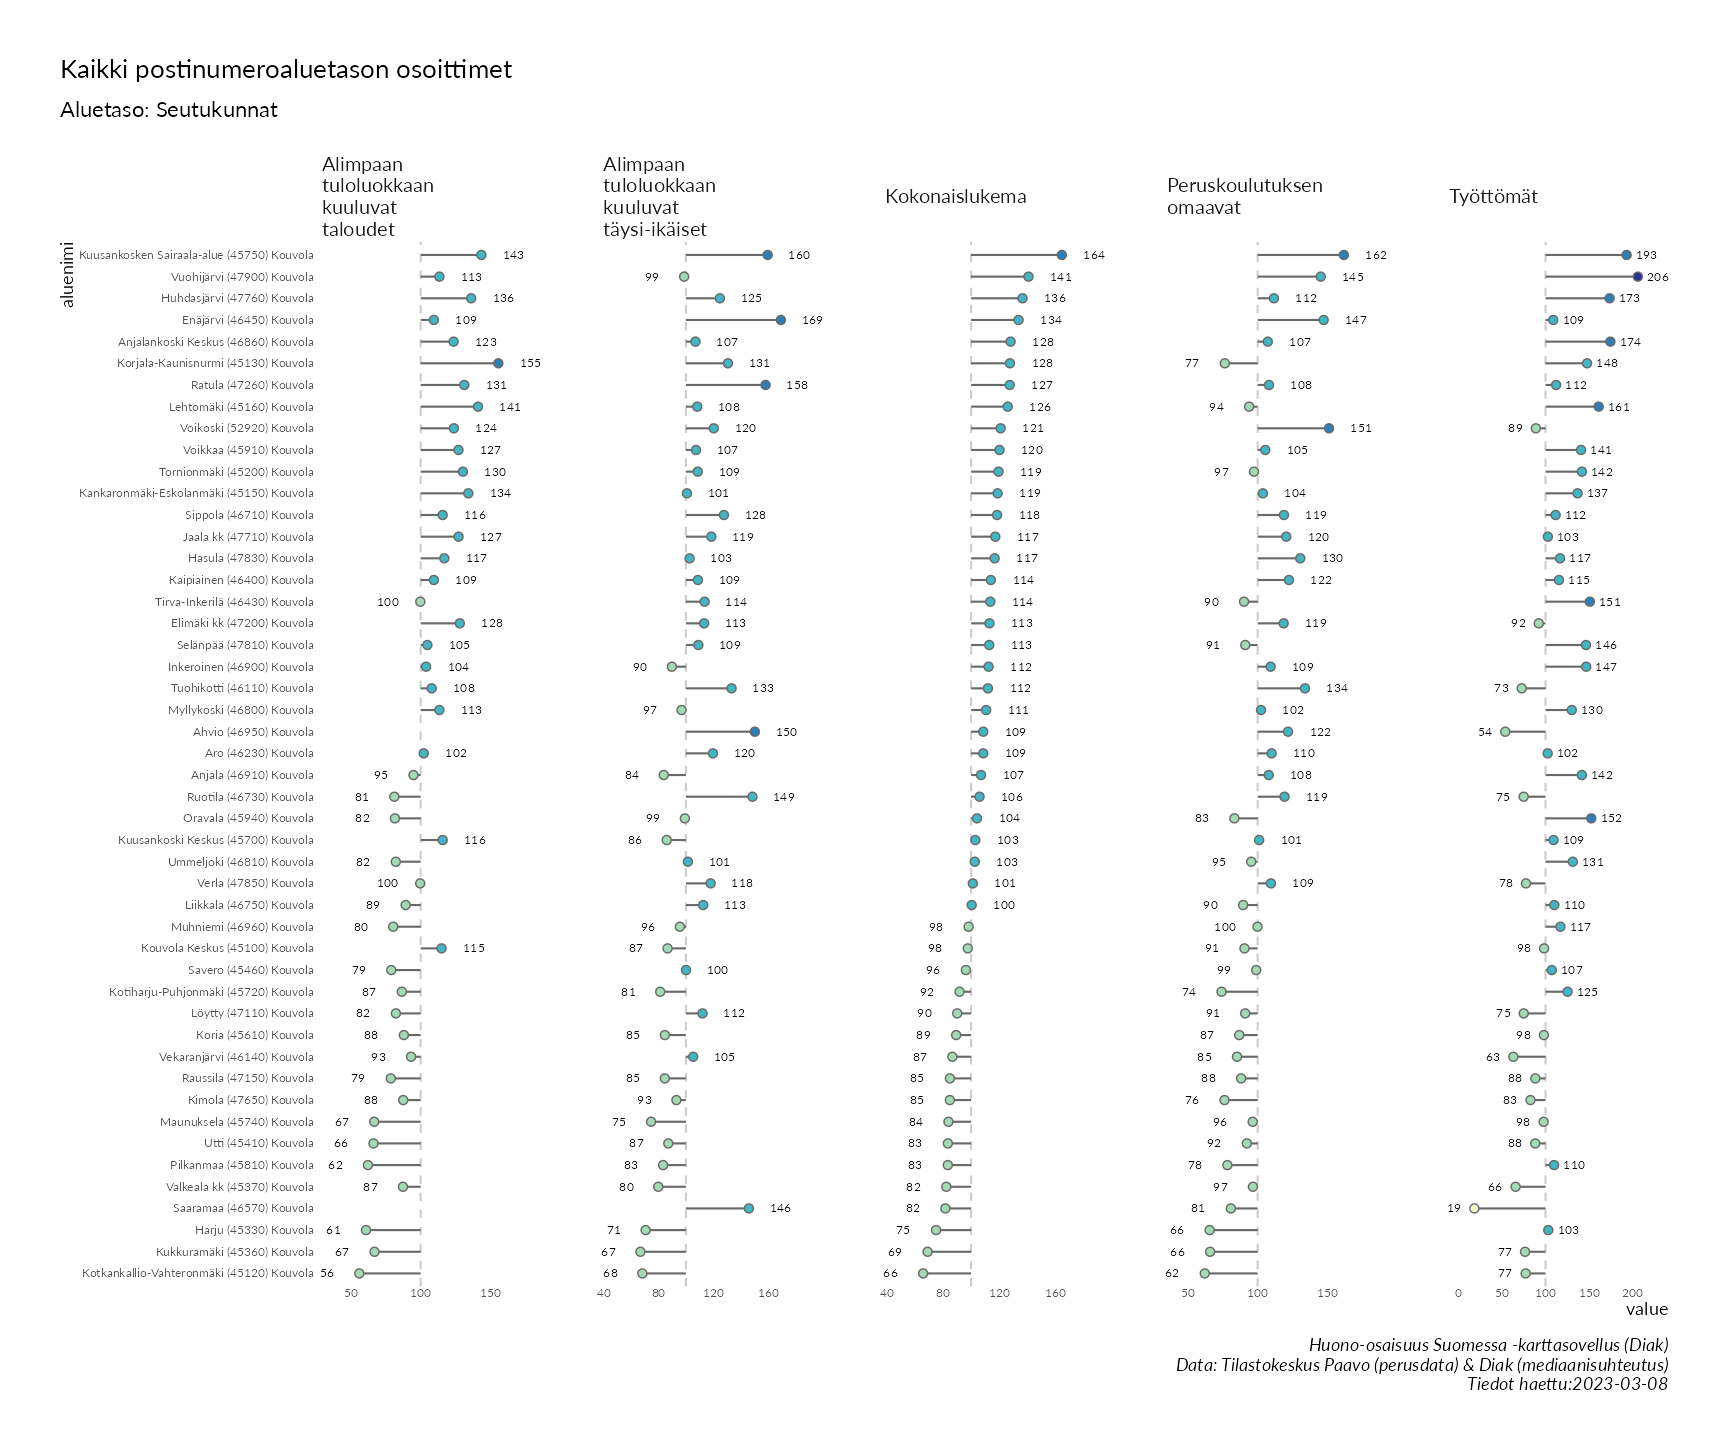 Kaikki postinumeroaluetason osoittimet
Aluetaso: Seutukunnat
Alimpaan
tuloluokkaan
kuuluvat
taloudet
Alimpaan
tuloluokkaan
kuuluvat
täysi-ikäiset
Kokonaislukema
Peruskoulutuksen
omaavat
Työttömät
aluenimi
Kuusankosken Sairaala-alue (45750) Kouvola 143 160 164 162 193
Vuohijärvi (47900) Kouvola 113 99 141 145 206
Huhdasjärvi (47760) Kouvola 136 125 136 112 173
Enäjärvi (46450) Kouvola 109 169 134 147 109
Anjalankoski Keskus (46860) Kouvola 123 107 128 107 174
Korjala-Kaunisnurmi (45130) Kouvola 155 131 128 77 148
Ratula (47260) Kouvola 131 158 127 108 112
Lehtomäki (45160) Kouvola 141 108 126 94 161
Voikoski (52920) Kouvola 124 120 121 151 89
Voikkaa (45910) Kouvola 127 107 120 105 141
Tornionmäki (45200) Kouvola 130 109 119 97 142
Kankaronmäki-Eskolanmäki (45150) Kouvola 134 101 119 104 137
Sippola (46710) Kouvola 116 128 118 119 112
Jaala kk (47710) Kouvola 127 119 117 120 103
Hasula (47830) Kouvola 117 103 117 130 117
Kaipiainen (46400) Kouvola 109 109 114 122 115
Tirva-Inkerilä (46430) Kouvola 100 114 114 90 151
Elimäki kk (47200) Kouvola 128 113 113 119 92
Selänpää (47810) Kouvola 105 109 113 91 146
Inkeroinen (46900) Kouvola 104 90 112 109 147
Tuohikotti (46110) Kouvola 108 133 112 134 73
Myllykoski (46800) Kouvola 113 97 111 102 130
Ahvio (46950) Kouvola 150 109 122 54
Aro (46230) Kouvola 102 120 109 110 102
Anjala (46910) Kouvola 95 84 107 108 142
Ruotila (46730) Kouvola 81 149 106 119 75
Oravala (45940) Kouvola 82 99 104 83 152
Kuusankoski Keskus (45700) Kouvola 116 86 103 101 109
Ummeljoki (46810) Kouvola 82 101 103 95 131
Verla (47850) Kouvola 100 118 101 109 78
Liikkala (46750) Kouvola 89 113 100 90 110
Muhniemi (46960) Kouvola 80 96 98 100 117
Kouvola Keskus (45100) Kouvola 115 87 98 91 98
Savero (45460) Kouvola 79 100 96 99 107
Kotiharju-Puhjonmäki (45720) Kouvola 87 81 92 74 125
Löytty (47110) Kouvola 82 112 90 91 75
Koria (45610) Kouvola 88 85 89 87 98
Vekaranjärvi (46140) Kouvola 93 105 87 85 63
Raussila (47150) Kouvola 79 85 85 88 88
Kimola (47650) Kouvola 88 93 85 76 83
Maunuksela (45740) Kouvola 67 75 84 96 98
Utti (45410) Kouvola 66 87 83 92 88
Pilkanmaa (45810) Kouvola 62 83 83 78 110
Valkeala kk (45370) Kouvola 87 80 82 97 66
Saaramaa (46570) Kouvola 146 82 81 19
Harju (45330) Kouvola 61 71 75 66 103
Kukkuramäki (45360) Kouvola 67 67 69 66 77
Kotkankallio-Vahteronmäki (45120) Kouvola 56 68 66 62 77
50 100 150 40 80 120 160 40 80 120 160 50 100 150 0 50 100 150 200
value
Huono-osaisuus Suomessa -karttasovellus (Diak)
Data: Tilastokeskus Paavo (perusdata) & Diak (mediaanisuhteutus)
Tiedot haettu:2023-03-08